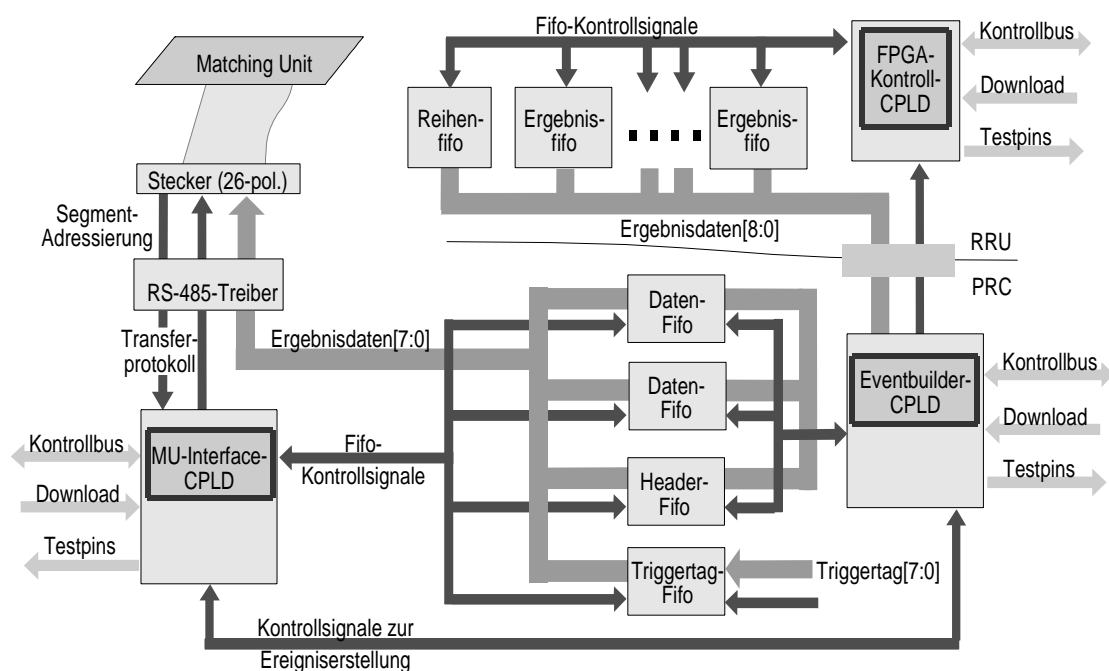 Matching Unit
Stecker (26-pol.)
Segment-
Adressierung
RS-485-Treiber
Transfer-
protokoll
Ergebnisdaten[7:0]
Kontrollbus
Download
Testpins
MU-Interface-
CPLD
Fifo-
Kontrollsignale
Kontrollsignale zur
Ereigniserstellung
Fifo-Kontrollsignale
Reihen-
fifo
Ergebnis-
fifo
Ergebnis-
fifo
FPGA-
Kontroll-
CPLD
Kontrollbus
Download
Testpins
Ergebnisdaten[8:0]
RRU
PRC
Daten-
Fifo
Daten-
Fifo
Header-
Fifo
Triggertag-
Fifo
Triggertag[7:0]
Eventbuilder-
CPLD
Kontrollbus
Download
Testpins